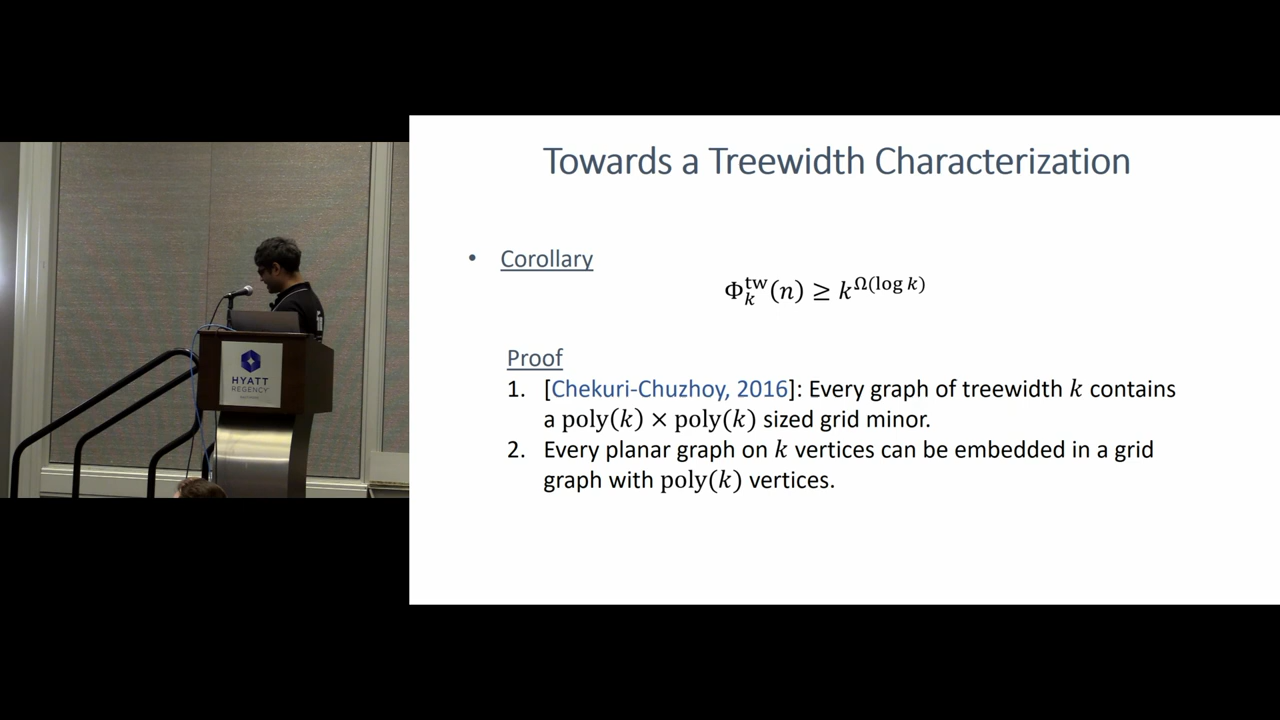 Towards a Treewidth Characterization
• Corollary
Φ_k^tw(n) ≥ k^Ω(log k)
Proof
1. [Chekuri-Chuzhoy, 2016]: Every graph of treewidth k contains
a poly(k) × poly(k) sized grid minor.
2. Every planar graph on k vertices can be embedded in a grid
graph with poly(k) vertices.
HYATT
REGENCY